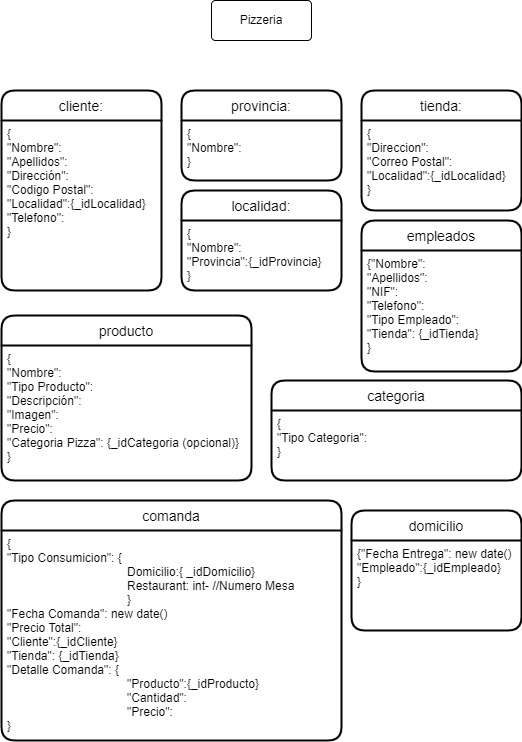 Pizzeria
cliente:
{
"Nombre":
"Apellidos":
"Dirección":
"Codigo Postal":
"Localidad":{_idLocalidad}
"Telefono":
}
provincia:
{
"Nombre":
}
tienda:
{
"Direccion":
"Correo Postal":
"Localidad":{_idLocalidad}
}
localidad:
{
"Nombre":
"Provincia":{_idProvincia}
}
empleados
{"Nombre":
"Apellidos":
"NIF":
"Telefono":
"Tipo Empleado":
"Tienda": {_idTienda}
}
producto
{
"Nombre":
"Tipo Producto":
"Descripción":
"Imagen":
"Precio":
"Categoria Pizza": {_idCategoria (opcional)}
}
categoria
{
"Tipo Categoria":
}
comanda
{
"Tipo Consumicion": {
Domicilio:{ _idDomicilio}
Restaurant: int- //Numero Mesa
}
"Fecha Comanda": new date()
"Precio Total":
"Cliente":{_idCliente}
"Tienda": {_idTienda}
"Detalle Comanda": {
"Producto":{_idProducto}
"Cantidad":
"Precio":
}
domicilio
{"Fecha Entrega": new date()
"Empleado":{_idEmpleado}
}